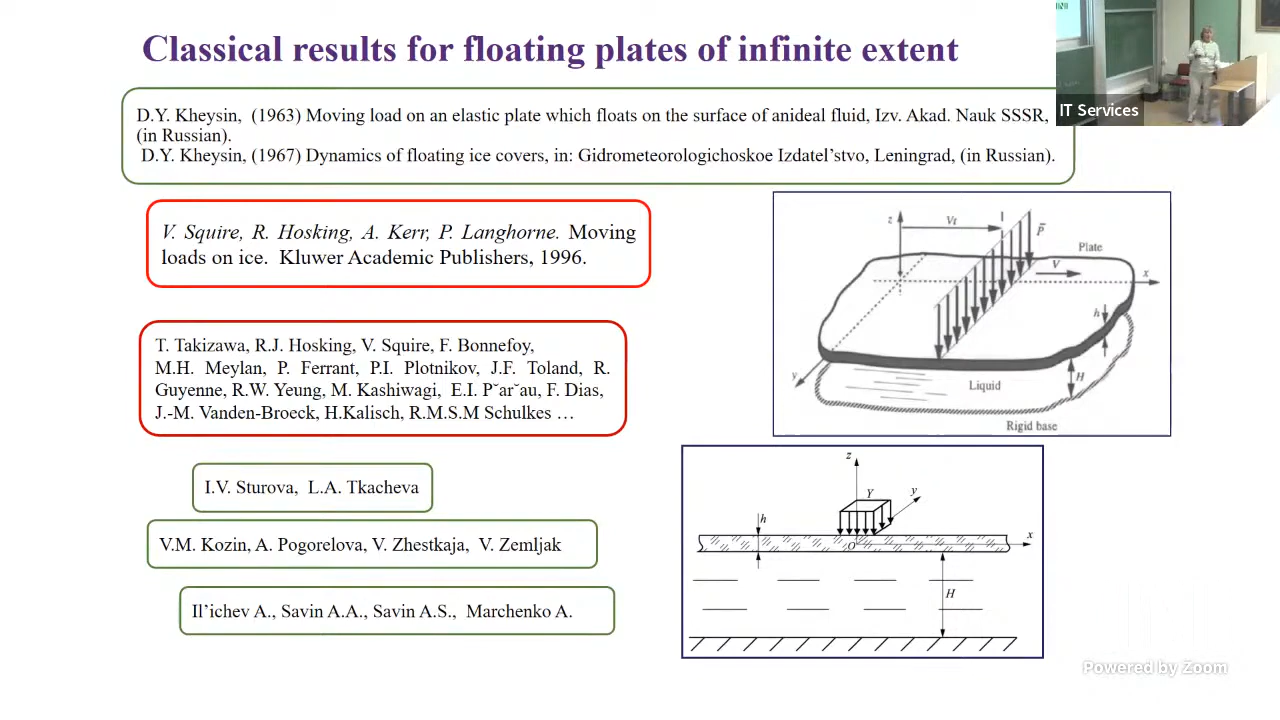 Classical results for floating plates of infinite extent
IT Services
D.Y. Kheysin, (1963) Moving load on an elastic plate which floats on the surface of anideal fluid, Izv. Akad. Nauk SSSR,
(in Russian).
D.Y. Kheysin, (1967) Dynamics of floating ice covers, in: Gidrometeorologichoskoe Izdatel’stvo, Leningrad, (in Russian).
V. Squire, R. Hosking, A. Kerr, P. Langhorne. Moving
loads on ice. Kluwer Academic Publishers, 1996.
T. Takizawa, R.J. Hosking, V. Squire, F. Bonnefoy,
M.H. Meylan, P. Ferrant, P.I. Plotnikov, J.F. Toland, R.
Guyenne, R.W. Yeung, M. Kashiwagi, E.I. P˘ar˘au, F. Dias,
J.-M. Vanden-Broeck, H.Kalisch, R.M.S.M Schulkes …
I.V. Sturova, L.A. Tkacheva
V.M. Kozin, A. Pogorelova, V. Zhestkaja, V. Zemljak
Il’ichev A., Savin A.A., Savin A.S., Marchenko A.
z
Vt
p̄
Plate
V
x
h
y
H
Liquid
Rigid base
z
Y
y
h
O
x
H
Powered by Zoom